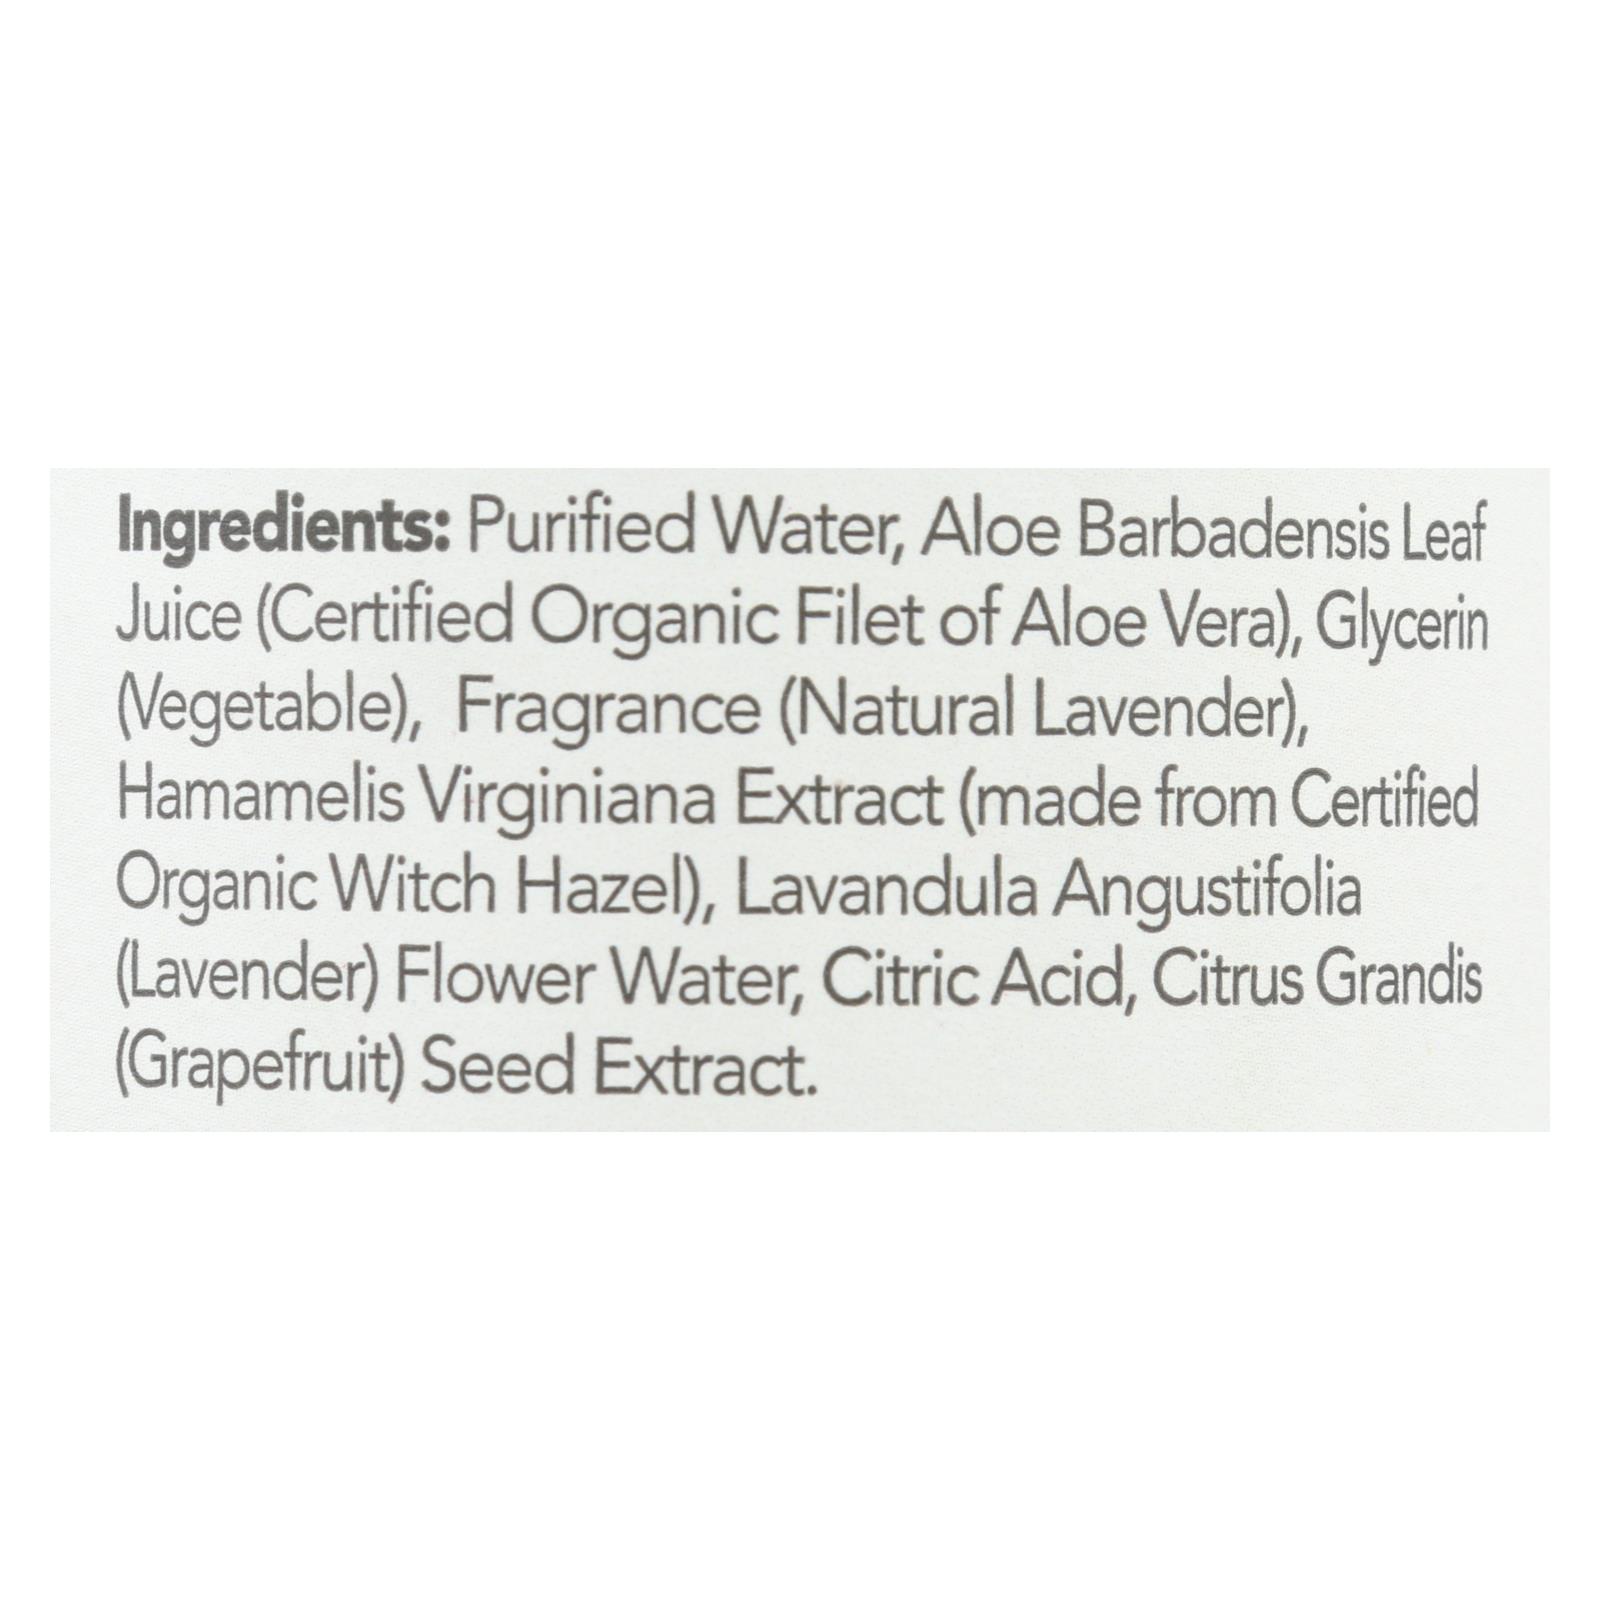 Ingredients: Purified Water, Aloe Barbadensis Leaf
Juice (Certified Organic Filet of Aloe Vera), Glycerin
(Vegetable), Fragrance (Natural Lavender),
Hamamelis Virginiana Extract (made from Certified
Organic Witch Hazel), Lavandula Angustifolia
(Lavender) Flower Water, Citric Acid, Citrus Grandis
(Grapefruit) Seed Extract.